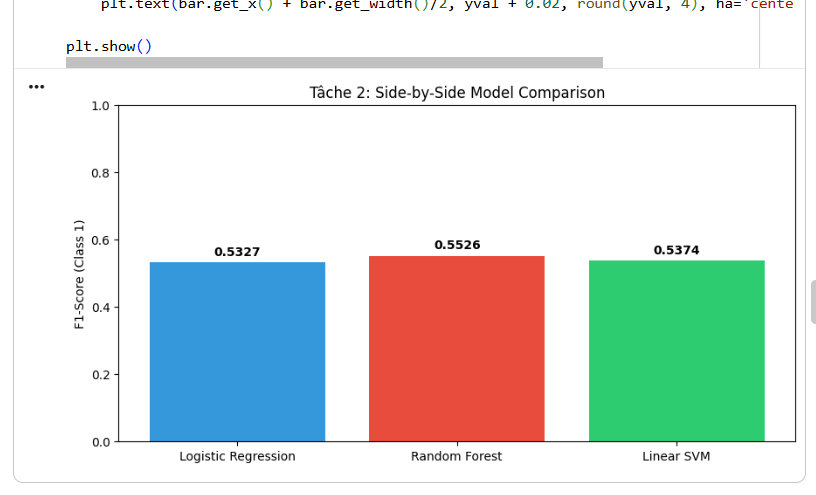 plt.text(bar.get_x() + bar.get_width()/2, yval + 0.02, round(yval, 4), ha='cente
plt.show()
Tâche 2: Side-by-Side Model Comparison
1.0
0.8
0.6
0.4
0.2
0.0
F1-Score (Class 1)
0.5327
0.5526
0.5374
Logistic Regression
Random Forest
Linear SVM